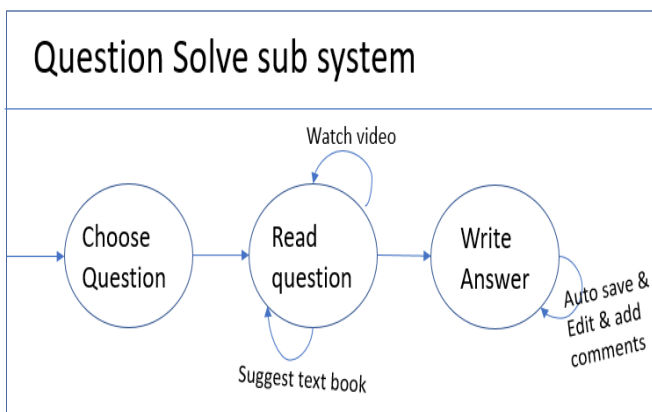 Question Solve sub system
Watch video
Choose
Question
Read
question
Write
Answer
Auto save &
Edit & add
comments
Suggest text book